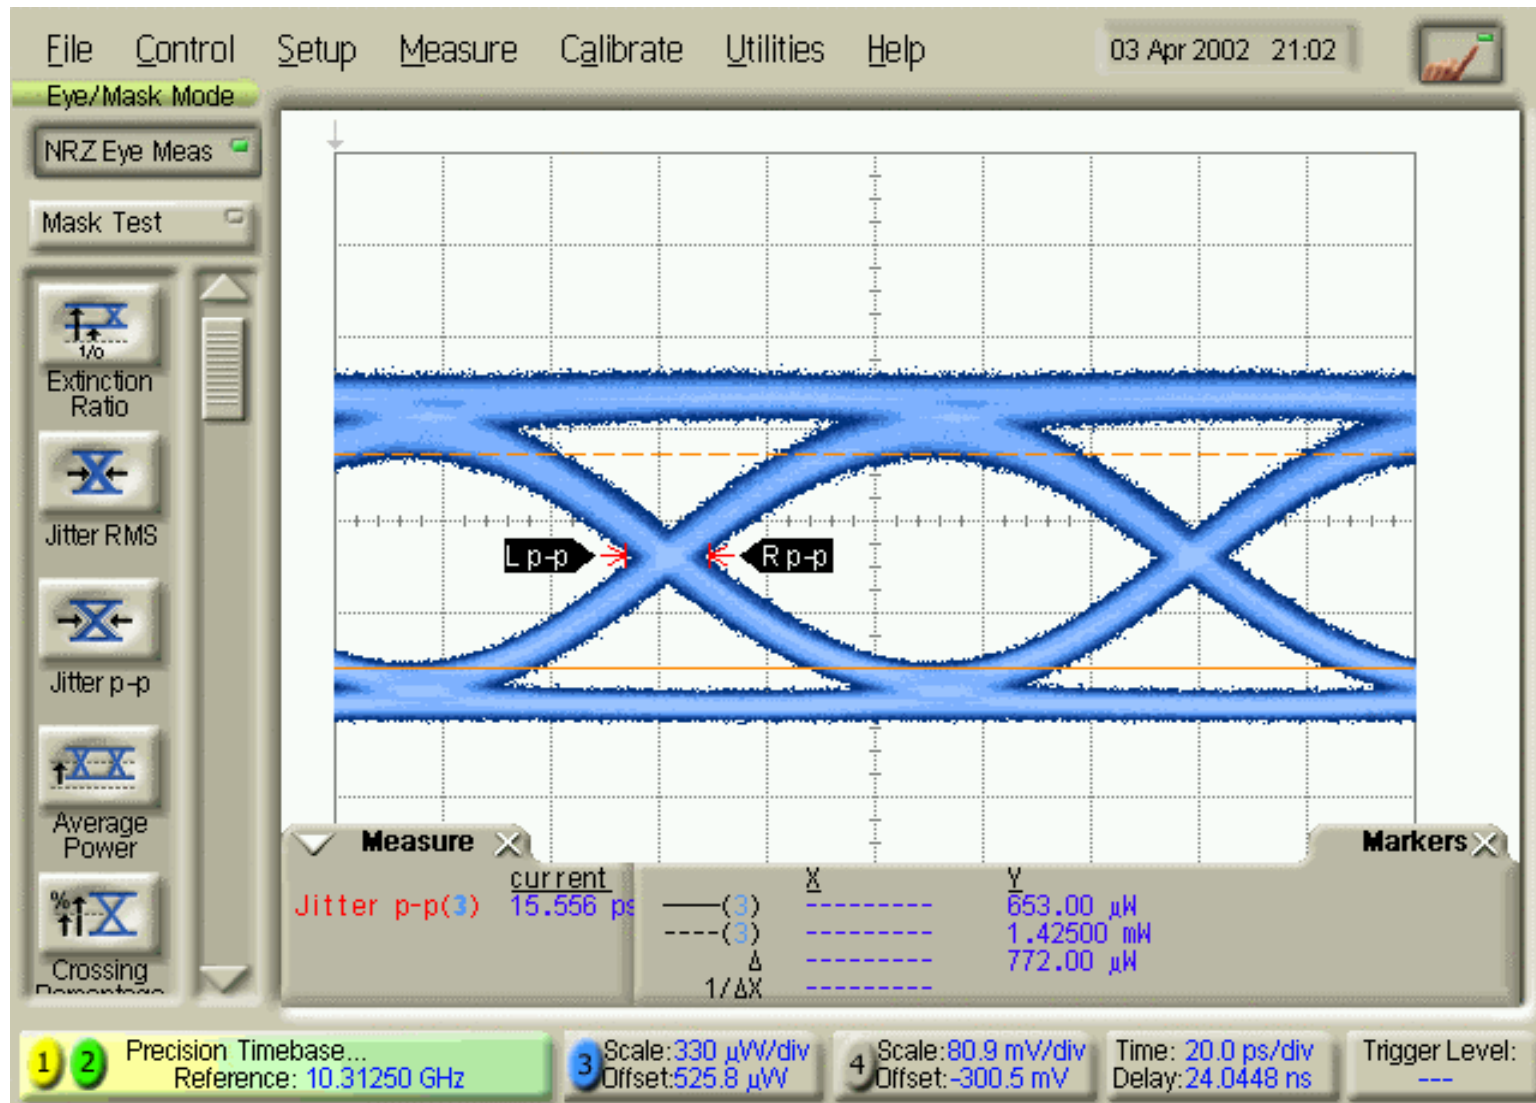 File Control Setup Measure Calibrate Utilities Help 03 Apr 2002 21:02
Eye/Mask Mode
NRZ Eye Meas
Mask Test
1/0
Extinction
Ratio
Jitter RMS
L p-p R p-p
Jitter p-p
Average
Power
%
Crossing
Percentage
Measure
current
Jitter p-p(3) 15.556 ps
Markers
X Y
(3) --------- 653.00 µW
----(3) --------- 1.42500 mW
Δ --------- 772.00 µW
1/ΔX ---------
1 2 Precision Timebase...
Reference: 10.31250 GHz
3 Scale:330 µW/div
Offset:525.8 µW
4 Scale:80.9 mV/div
Offset:-300.5 mV
Time: 20.0 ps/div
Delay:24.0448 ns
Trigger Level:
---